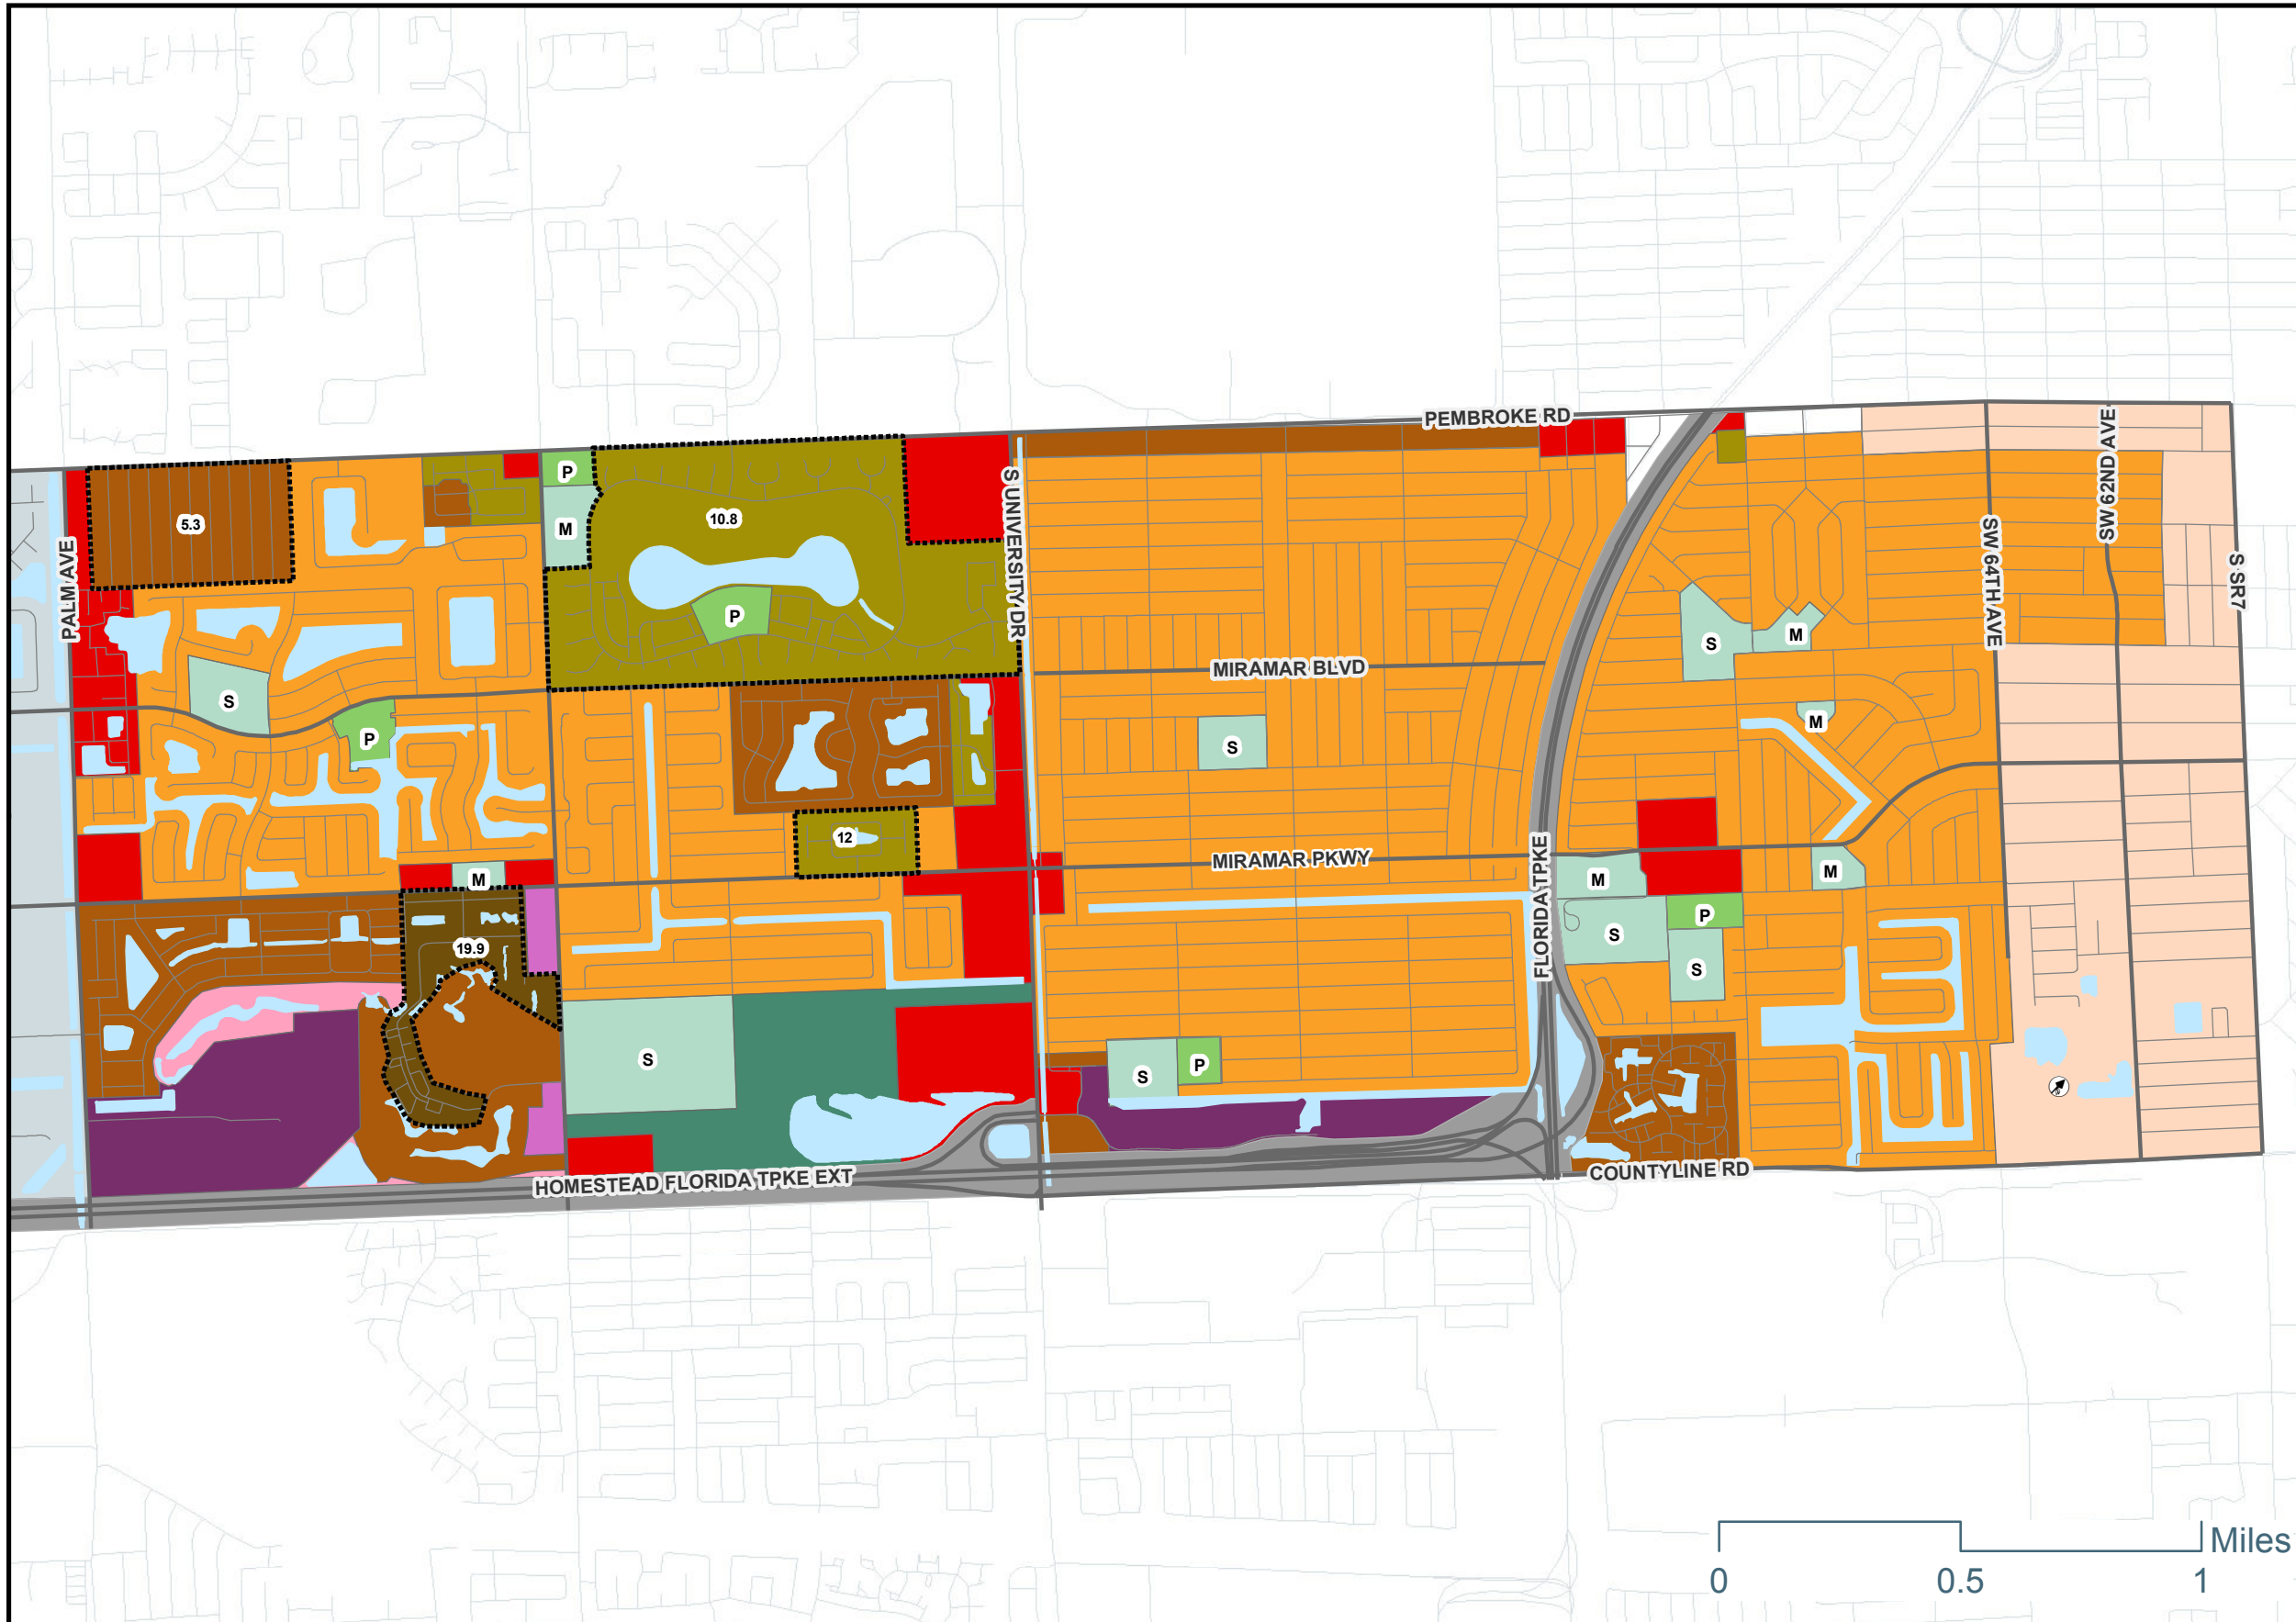 PEMBROKE RD
P
5.3
10.8
M
S UNIVERSITY DR
PALM AVE
SW 62ND AVE
SW 64TH AVE
S SR7
P
S
M
MIRAMAR BLVD
S
M
P
S
12
MIRAMAR PKWY
M
M
M
FLORIDA TPKE
P
19.9
S
S
S
S
P
HOMESTEAD FLORIDA TPKE EXT
COUNTYLINE RD
Miles
0
0.5
1